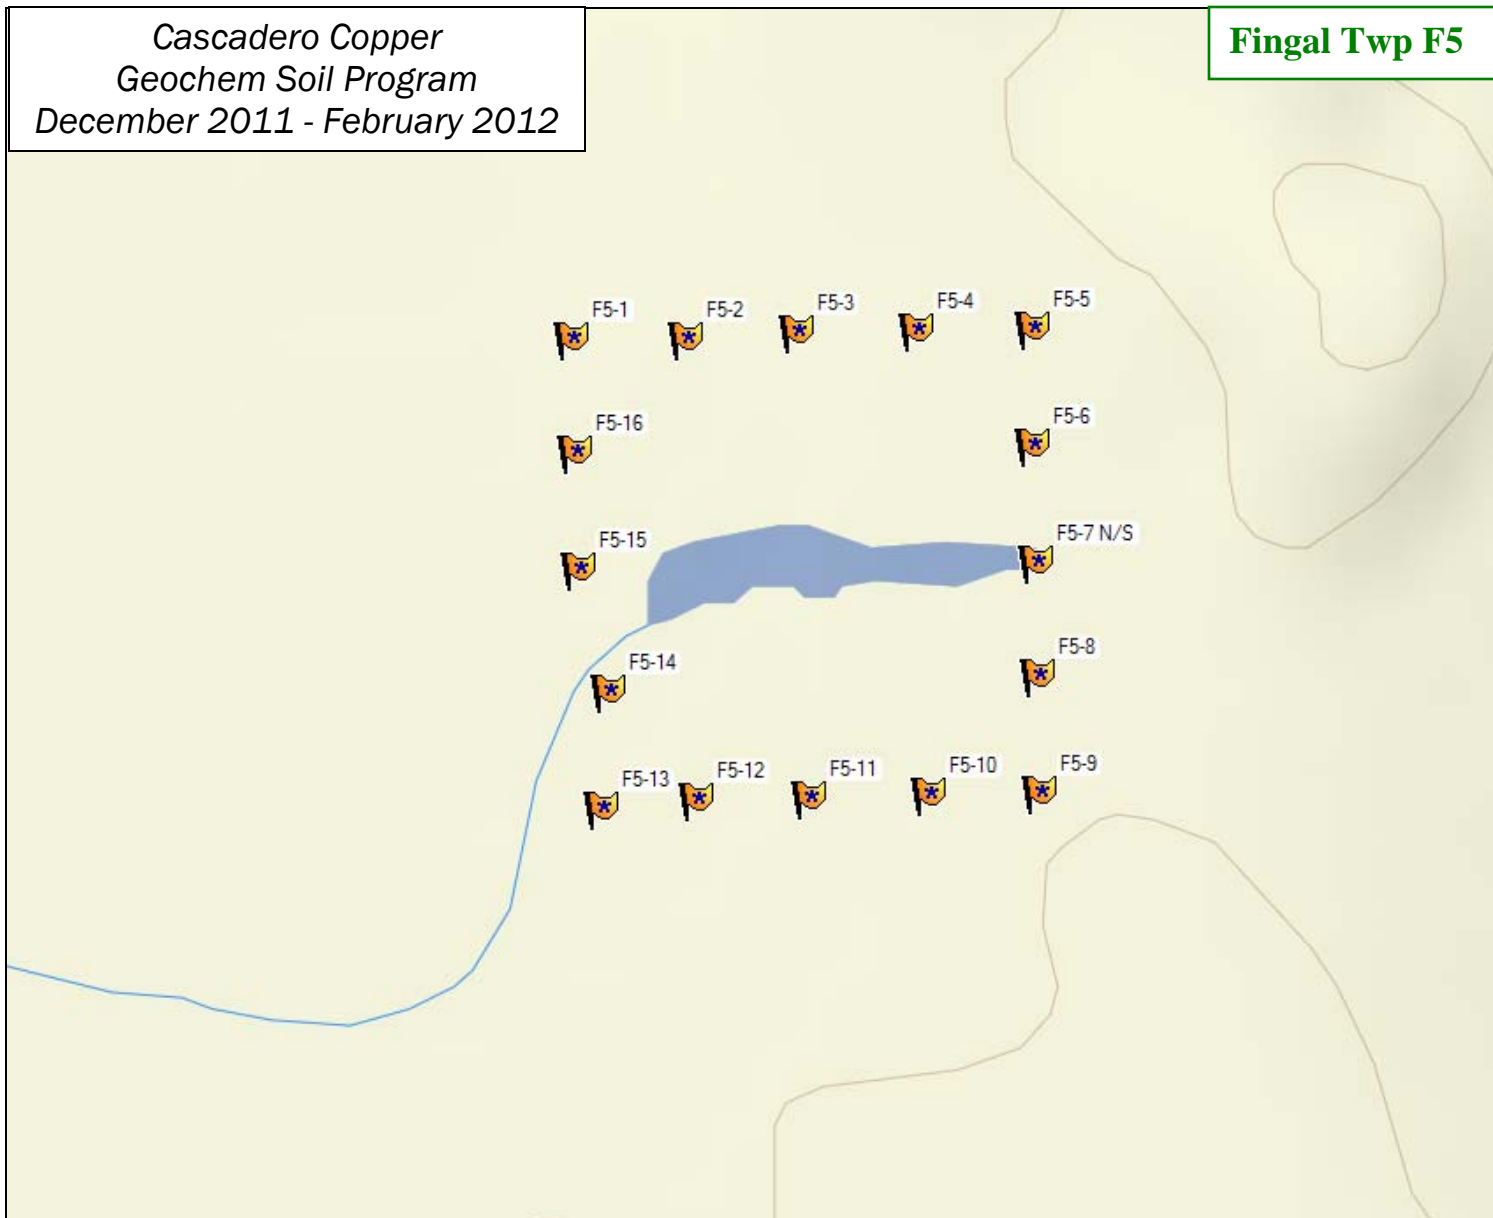 Cascadero Copper
Geochem Soil Program
December 2011 - February 2012
Fingal Twp F5
F5-1
F5-2
F5-3
F5-4
F5-5
F5-16
F5-6
F5-15
F5-7 N/S
F5-14
F5-8
F5-13
F5-12
F5-11
F5-10
F5-9